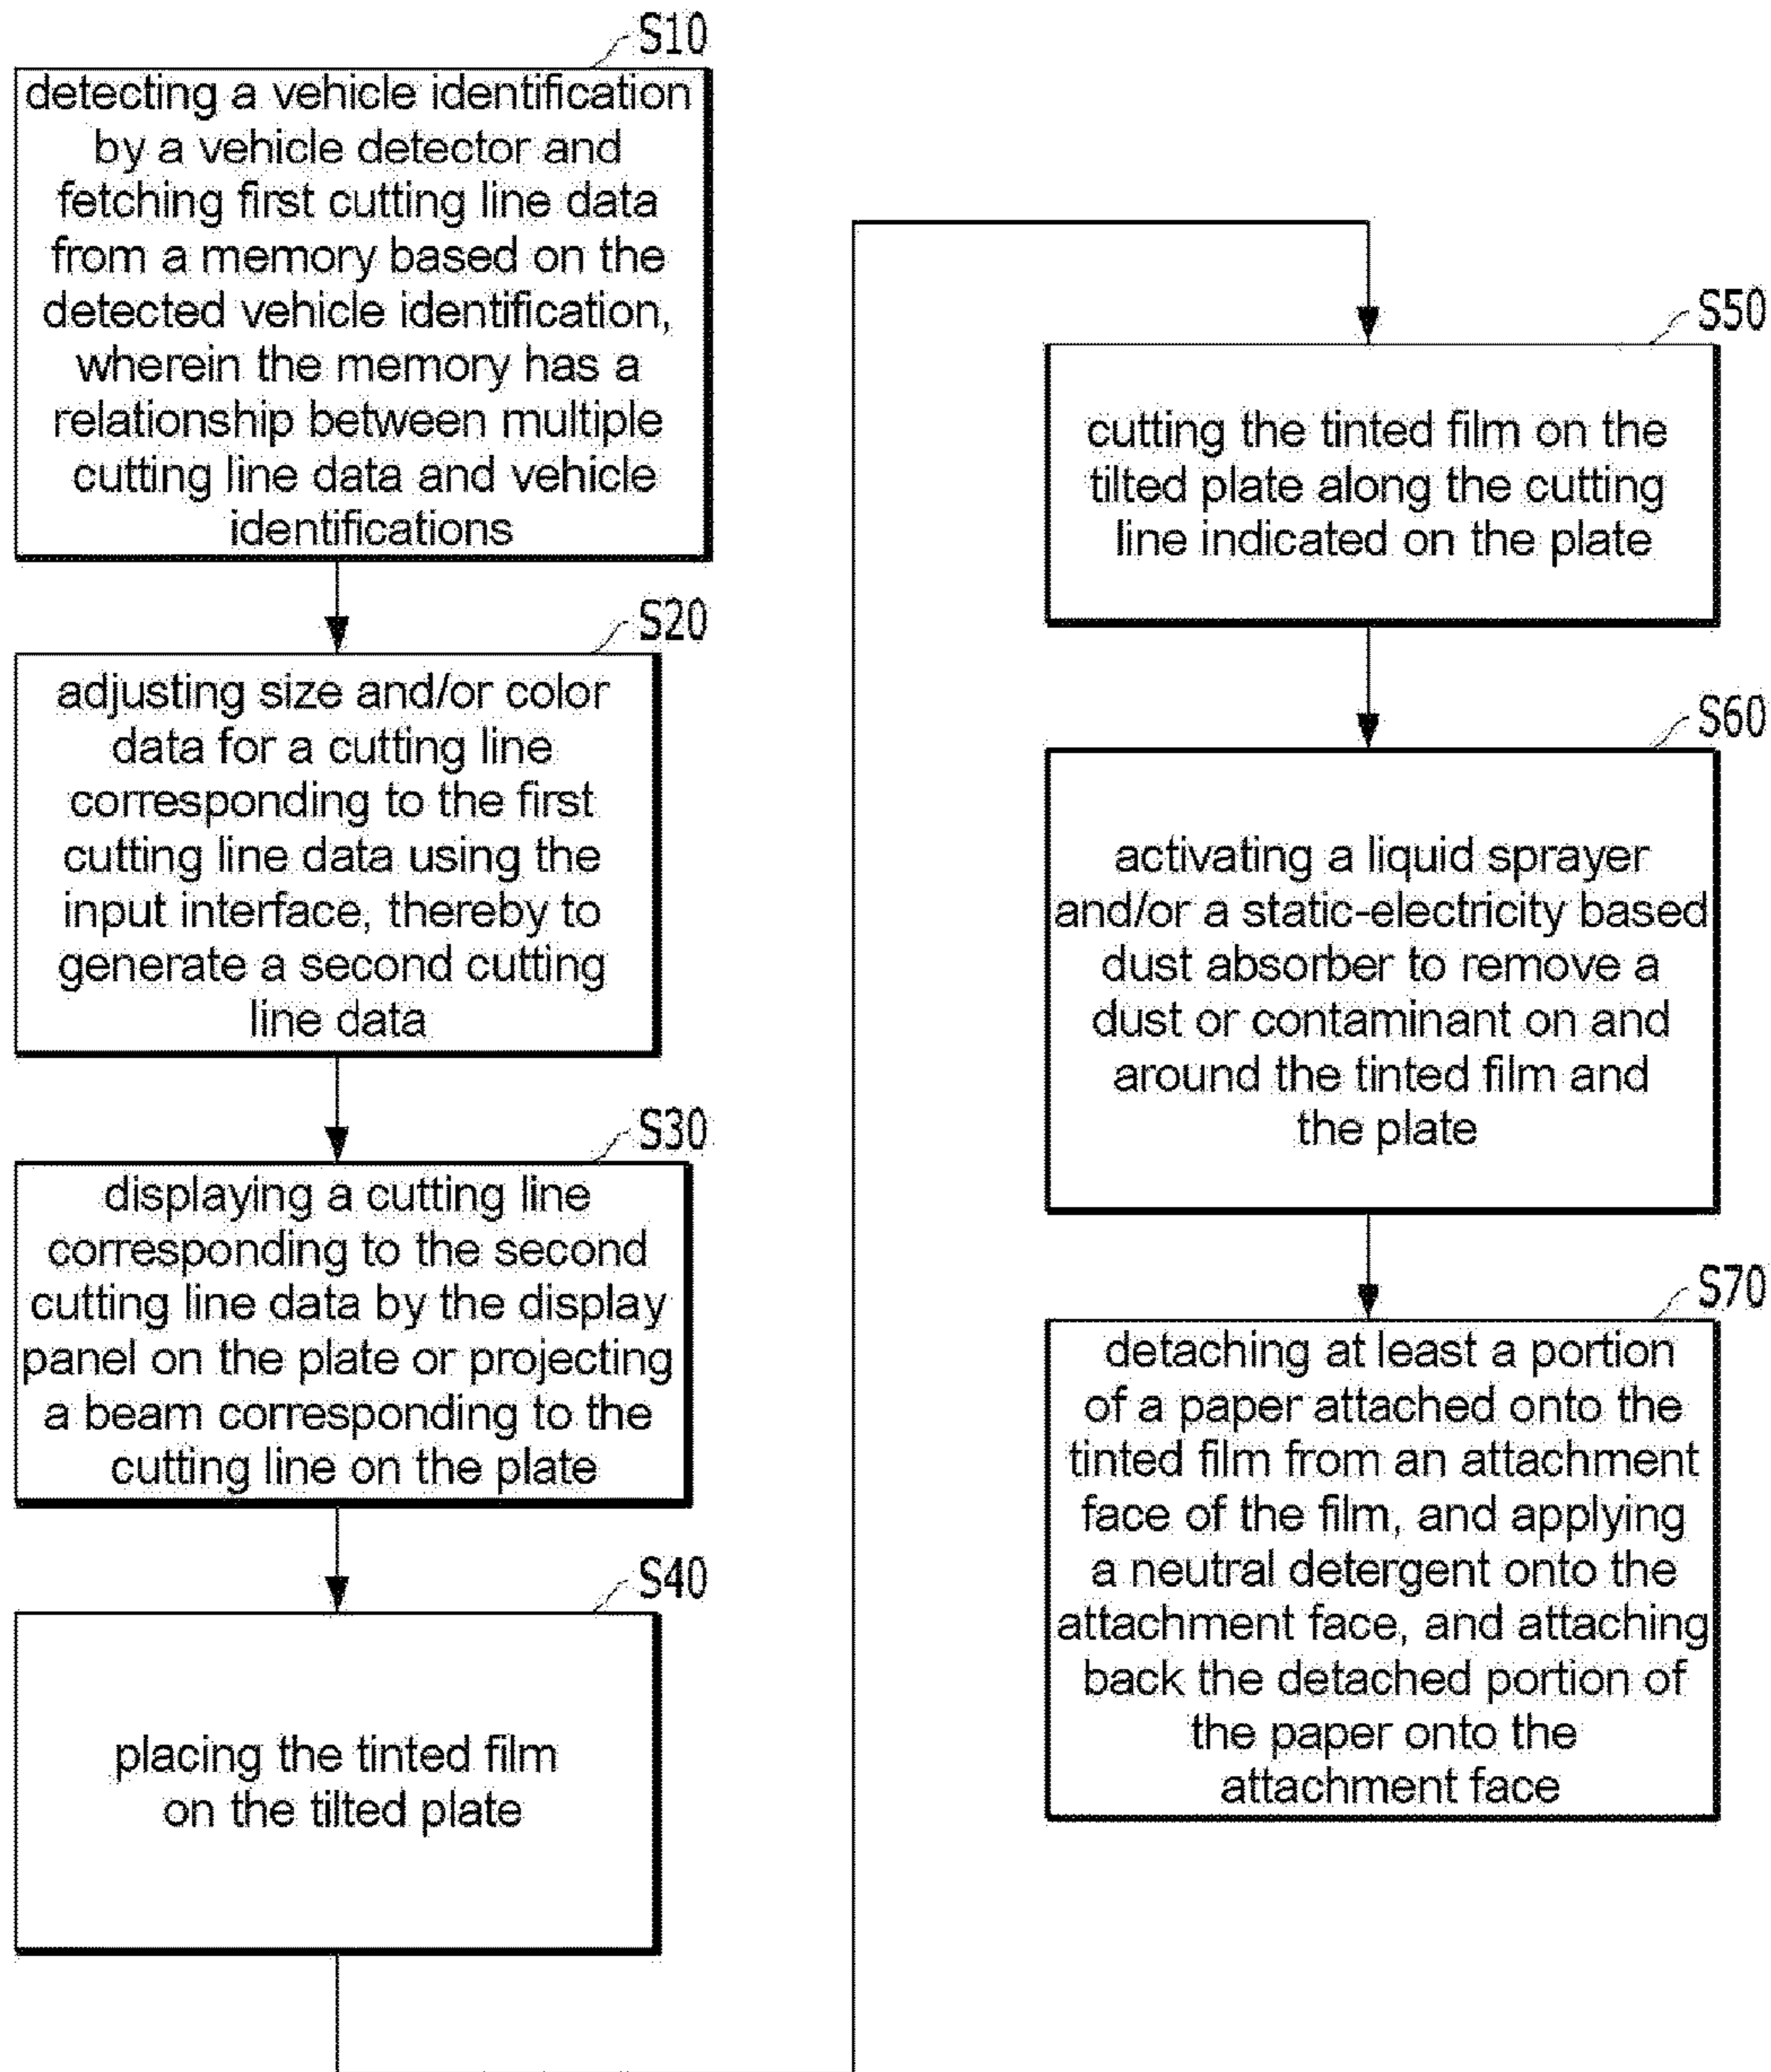 S10
detecting a vehicle identification
by a vehicle detector and
fetching first cutting line data
from a memory based on the
detected vehicle identification,
wherein the memory has a
relationship between multiple
cutting line data and vehicle
identifications
S20
adjusting size and/or color
data for a cutting line
corresponding to the first
cutting line data using the
input interface, thereby to
generate a second cutting
line data
S30
displaying a cutting line
corresponding to the second
cutting line data by the display
panel on the plate or projecting
a beam corresponding to the
cutting line on the plate
S40
placing the tinted film
on the tilted plate
S50
cutting the tinted film on the
tilted plate along the cutting
line indicated on the plate
S60
activating a liquid sprayer
and/or a static-electricity based
dust absorber to remove a
dust or contaminant on and
around the tinted film and
the plate
S70
detaching at least a portion
of a paper attached onto the
tinted film from an attachment
face of the film, and applying
a neutral detergent onto the
attachment face, and attaching
back the detached portion of
the paper onto the
attachment face